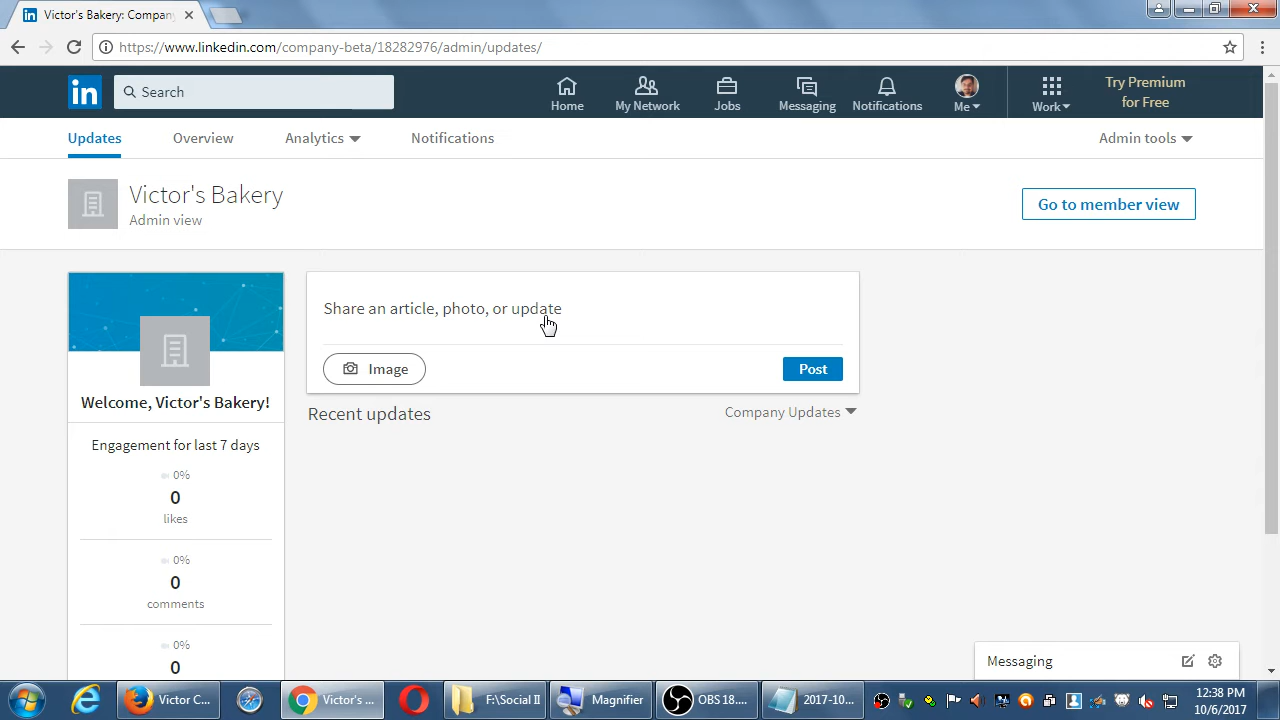 Victor's Bakery: Compan
https://www.linkedin.com/company-beta/18282976/admin/updates/
in
Search
Home
My Network
Jobs
Messaging
Notifications
Me
Work
Try Premium
for Free
Updates
Overview
Analytics
Notifications
Admin tools
Victor's Bakery
Admin view
Go to member view
Share an article, photo, or update
Image
Post
Welcome, Victor's Bakery!
Recent updates
Company Updates
Engagement for last 7 days
0%
0
likes
0%
0
comments
0%
0
Messaging
Victor C...
Victor's ...
F:\Social II
Magnifier
OBS 18....
2017-10...
12:38 PM
10/6/2017